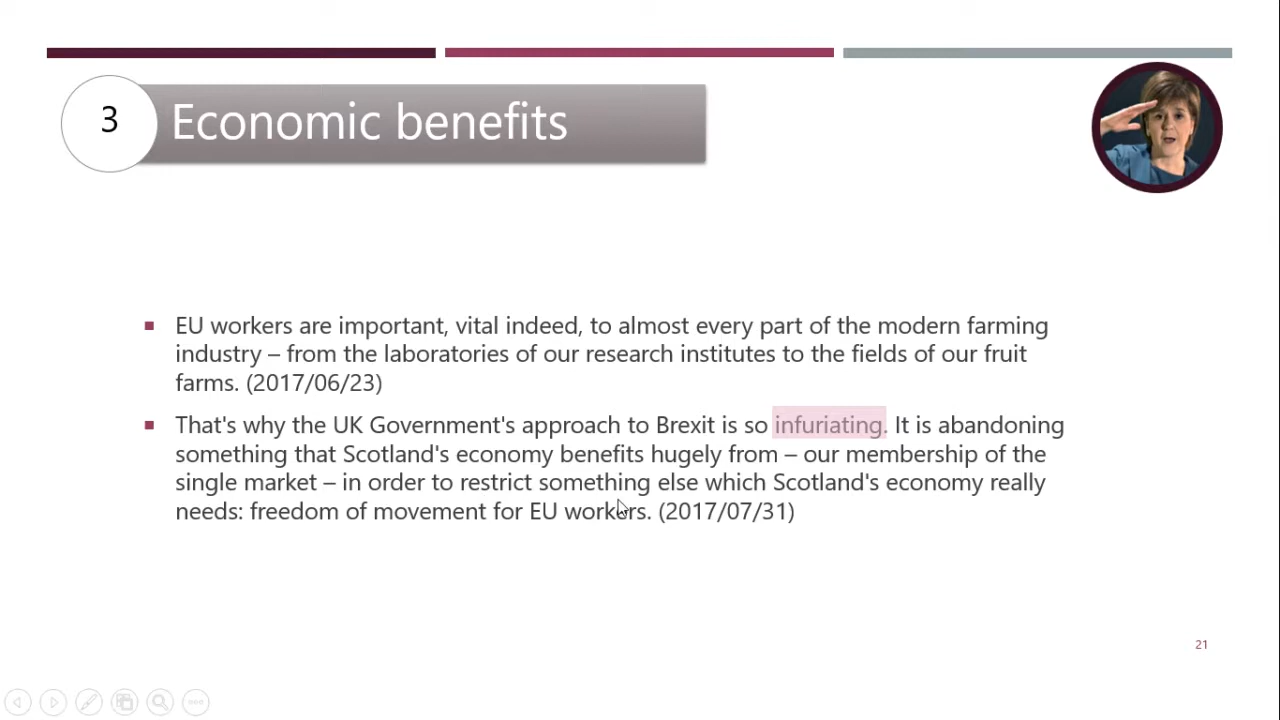 3
Economic benefits
EU workers are important, vital indeed, to almost every part of the modern farming
industry – from the laboratories of our research institutes to the fields of our fruit
farms. (2017/06/23)
That's why the UK Government's approach to Brexit is so infuriating. It is abandoning
something that Scotland's economy benefits hugely from – our membership of the
single market – in order to restrict something else which Scotland's economy really
needs: freedom of movement for EU workers. (2017/07/31)
21